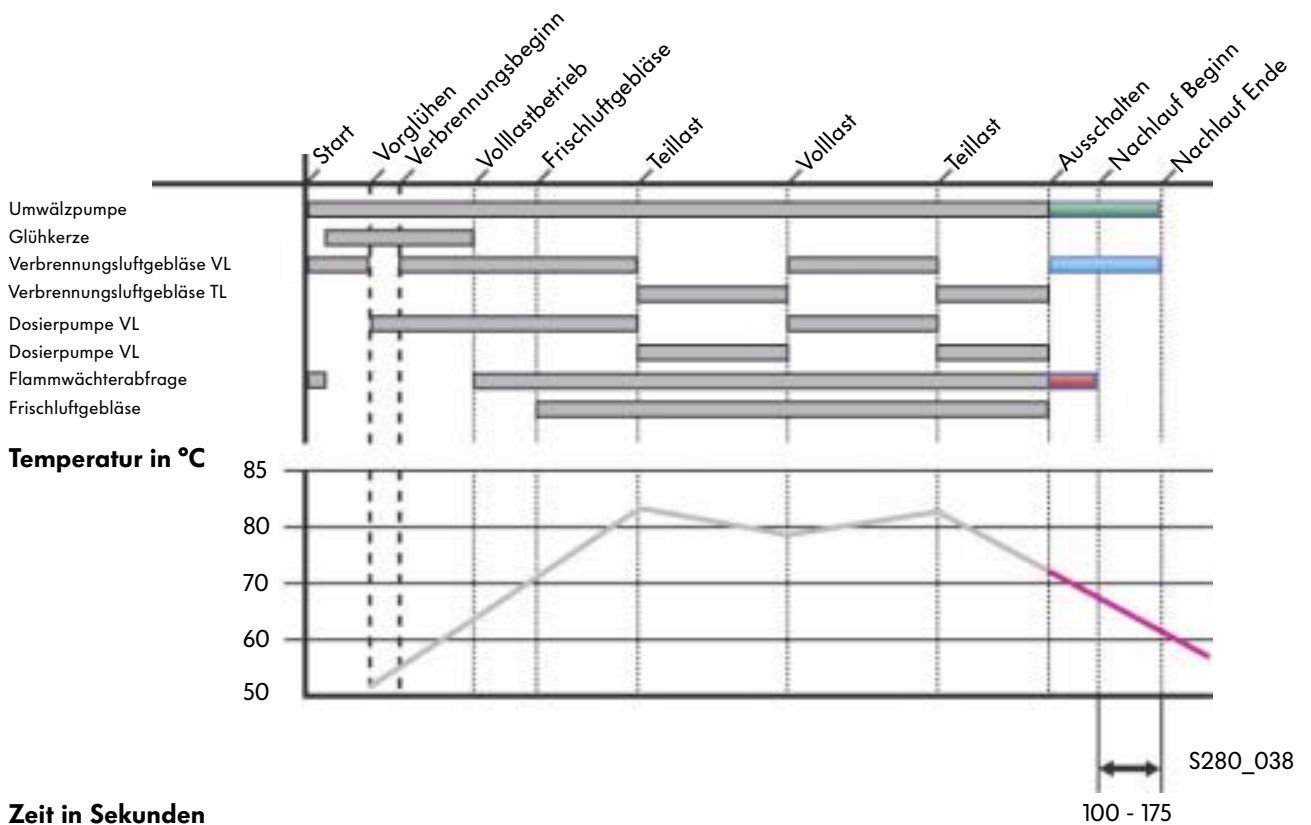 Start
Vorglühen
Verbrennungsbeginn
Volllastbetrieb
Frischluftgebläse
Teillast
Volllast
Teillast
Ausschalten
Nachlauf Beginn
Nachlauf Ende
Umwälzpumpe
Glühkerze
Verbrennungsluftgebläse VL
Verbrennungsluftgebläse TL
Dosierpumpe VL
Dosierpumpe VL
Flammwächterabfrage
Frischluftgebläse
Temperatur in °C
85
80
70
60
50
S280_038
Zeit in Sekunden
100 - 175